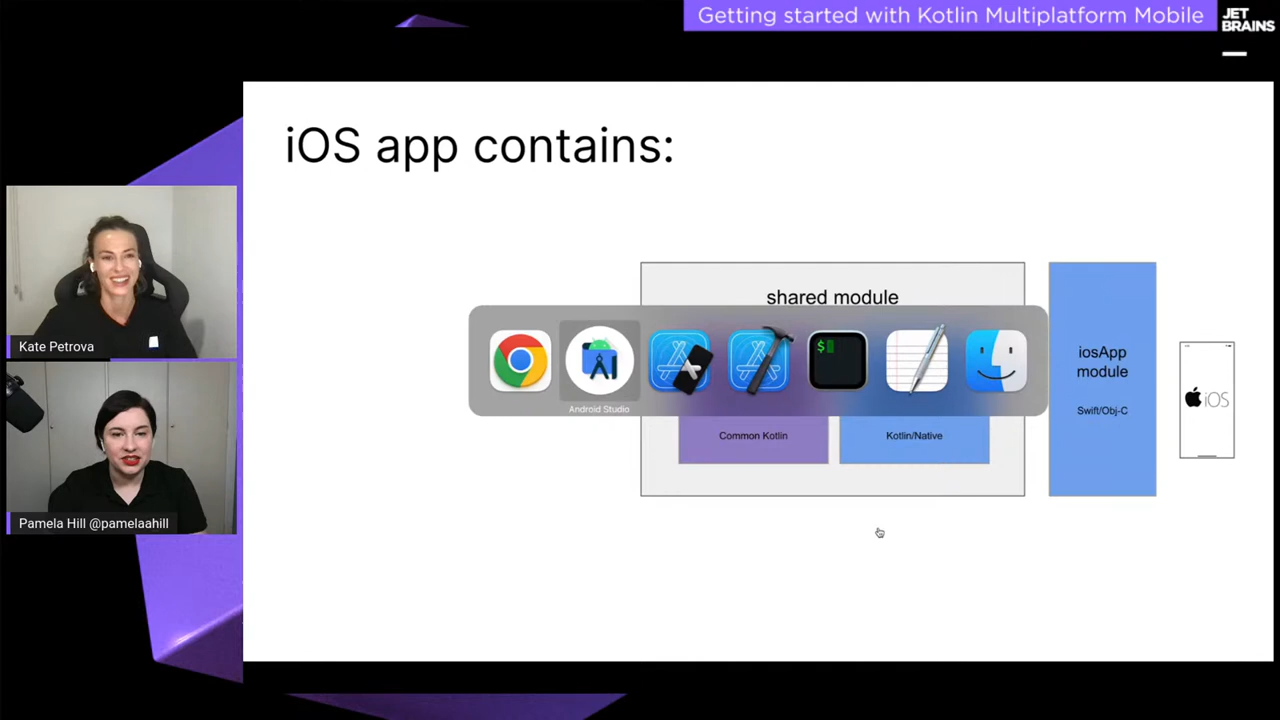 Getting started with Kotlin Multiplatform Mobile
JET
BRAINS
iOS app contains:
shared module
Kate Petrova
$
Android Studio
iosApp
module
Swift/Obj-C
iOS
Common Kotlin
Kotlin/Native
Pamela Hill @pamelaahill